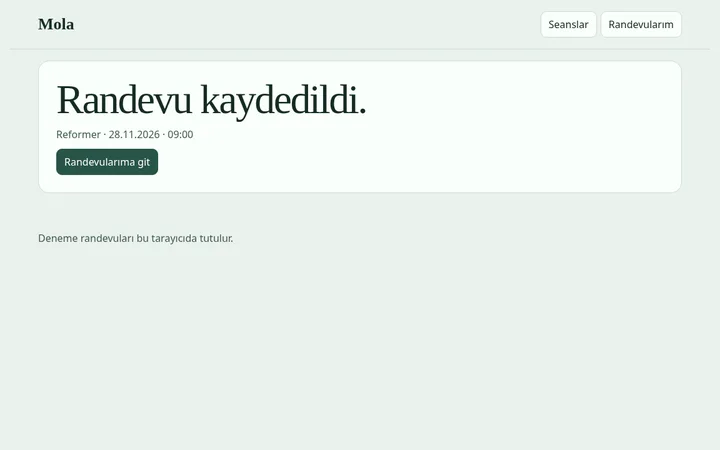 Mola
Seanslar
Randevularım
Randevu kaydedildi.
Reformer · 28.11.2026 · 09:00
Randevularıma git
Deneme randevuları bu tarayıcıda tutulur.